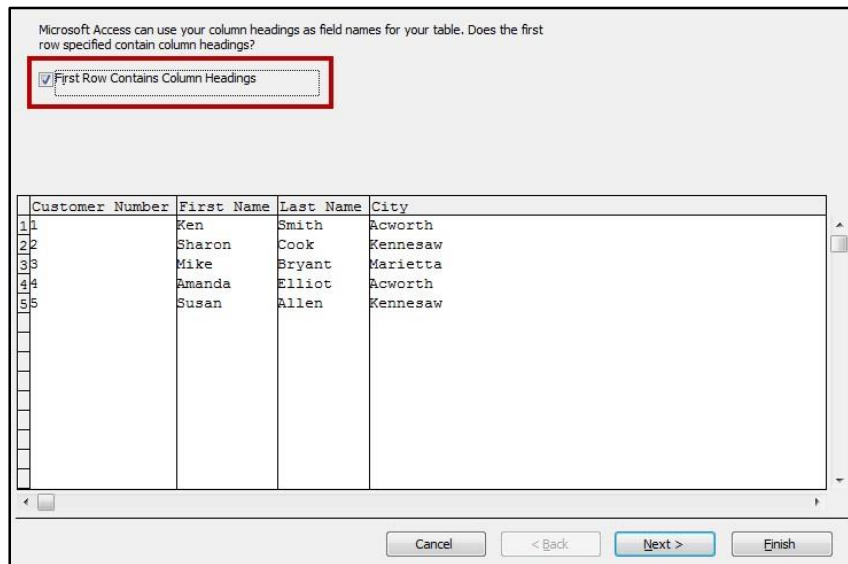 Microsoft Access can use your column headings as field names for your table. Does the first
row specified contain column headings?
First Row Contains Column Headings
Customer Number First Name Last Name City
1 1 Ken Smith Acworth
2 2 Sharon Cook Kennesaw
3 3 Mike Bryant Marietta
4 4 Amanda Elliot Acworth
5 5 Susan Allen Kennesaw
Cancel < Back Next > Finish